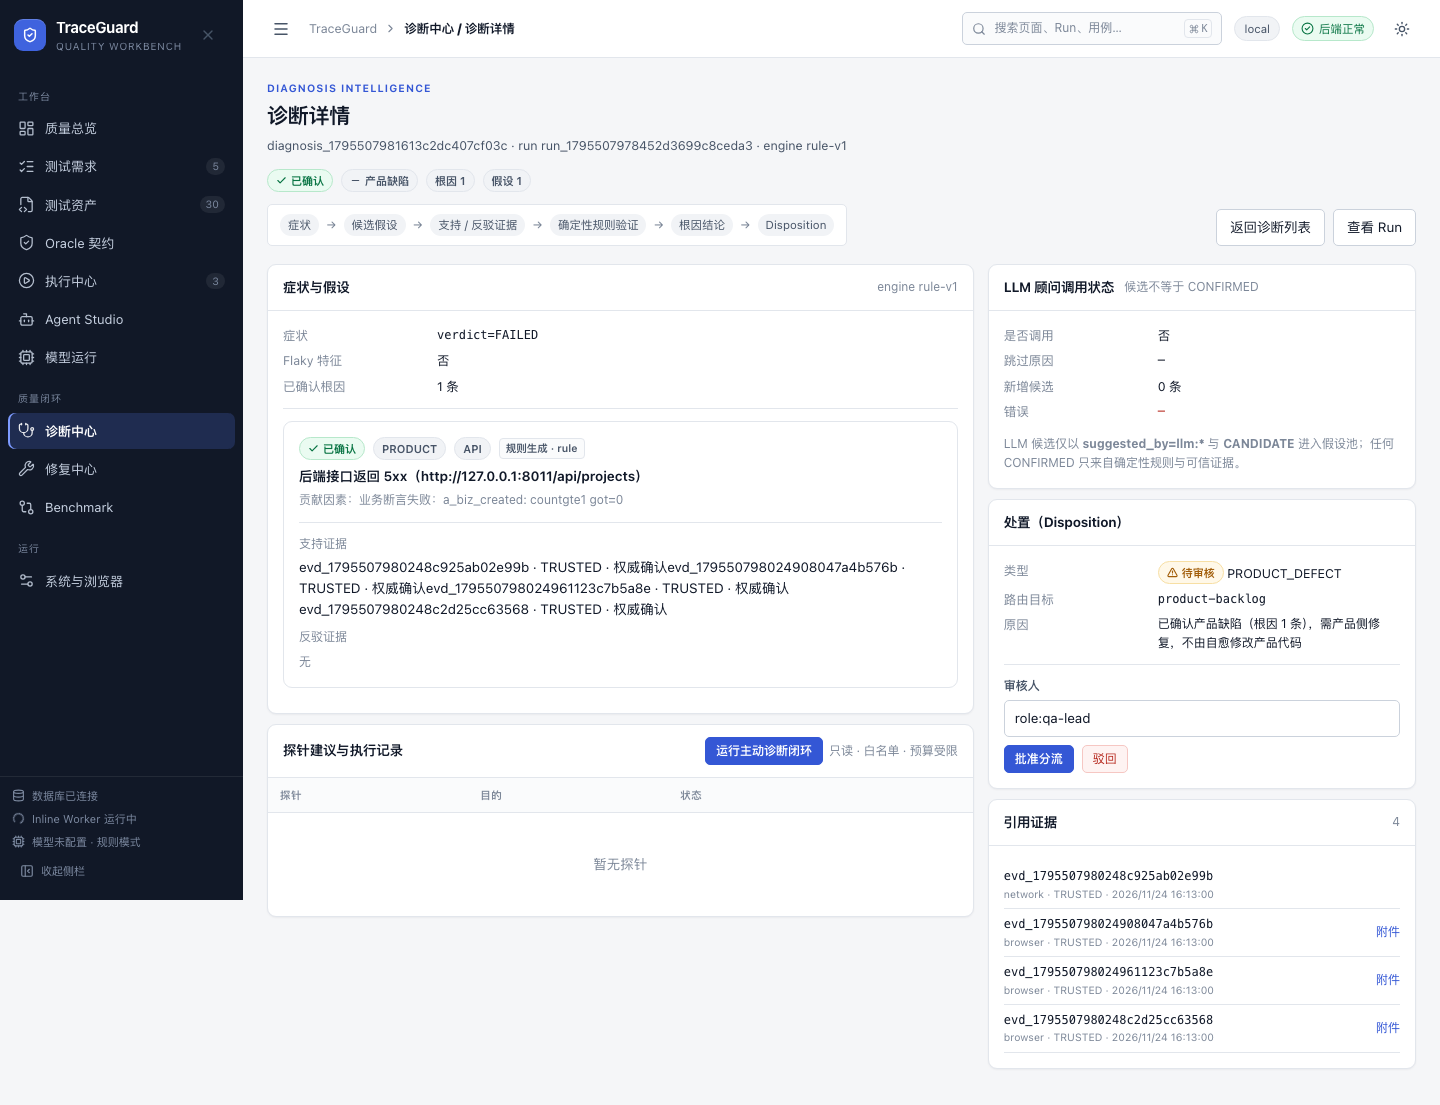 TraceGuard
QUALITY WORKBENCH
工作台
质量总览
测试需求 5
测试资产 30
Oracle 契约
执行中心 3
Agent Studio
模型运行
质量闭环
诊断中心
修复中心
Benchmark
运行
系统与浏览器
数据库已连接
Inline Worker 运行中
模型未配置 · 规则模式
收起侧栏
TraceGuard > 诊断中心 / 诊断详情
搜索页面、Run、用例... ⌘ K
local
后端正常
DIAGNOSIS INTELLIGENCE
诊断详情
diagnosis_1795507981613c2dc407cf03c · run run_1795507978452d3699c8ceda3 · engine rule-v1
已确认 — 产品缺陷 根因 1 假设 1
症状 → 候选假设 → 支持 / 反驳证据 → 确定性规则验证 → 根因结论 → Disposition
返回诊断列表 查看 Run
症状与假设 engine rule-v1
症状 verdict=FAILED
Flaky 特征 否
已确认根因 1 条
已确认 PRODUCT API 规则生成 · rule
后端接口返回 5xx（http://127.0.0.1:8011/api/projects）
贡献因素：业务断言失败：a_biz_created: countgte1 got=0
支持证据
evd_1795507980248c925ab02e99b · TRUSTED · 权威确认evd_179550798024908047a4b576b ·
TRUSTED · 权威确认evd_179550798024961123c7b5a8e · TRUSTED · 权威确认
evd_1795507980248c2d25cc63568 · TRUSTED · 权威确认
反驳证据
无
探针建议与执行记录 运行主动诊断闭环 只读 · 白名单 · 预算受限
探针 目的 状态
暂无探针
LLM 顾问调用状态 候选不等于 CONFIRMED
是否调用 否
跳过原因 —
新增候选 0 条
错误 —
LLM 候选仅以 suggested_by=llm:* 与 CANDIDATE 进入假设池；任何
CONFIRMED 只来自确定性规则与可信证据。
处置（Disposition）
类型 待审核 PRODUCT_DEFECT
路由目标 product-backlog
原因 已确认产品缺陷（根因 1 条），需产品侧修
复，不由自愈修改产品代码
审核人
role:qa-lead
批准分流 驳回
引用证据 4
evd_1795507980248c925ab02e99b
network · TRUSTED · 2026/11/24 16:13:00
evd_179550798024908047a4b576b
browser · TRUSTED · 2026/11/24 16:13:00
附件
evd_179550798024961123c7b5a8e
browser · TRUSTED · 2026/11/24 16:13:00
附件
evd_1795507980248c2d25cc63568
browser · TRUSTED · 2026/11/24 16:13:00
附件